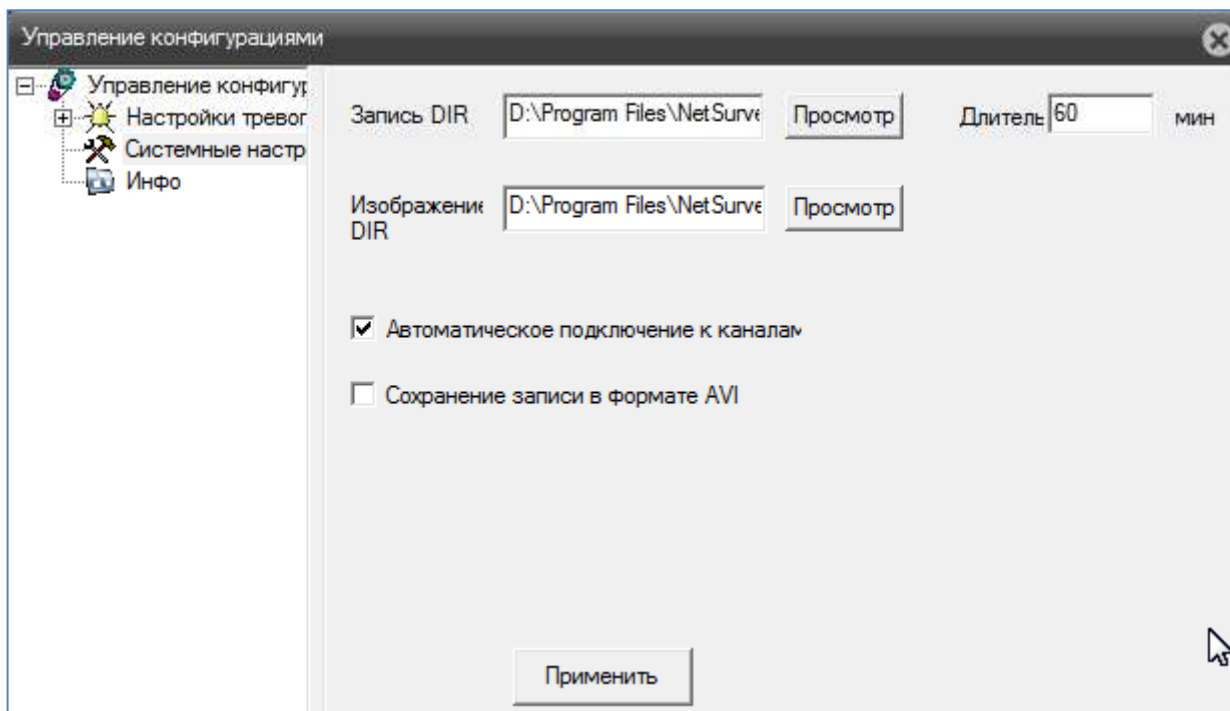 Управление конфигурациями
Управление конфигур
Настройки тревог
Системные настр
Инфо
Запись DIR D:\Program Files\NetSurve Просмотр Длитель 60 мин
Изображение DIR D:\Program Files\NetSurve Просмотр
Автоматическое подключение к каналам
Сохранение записи в формате AVI
Применить